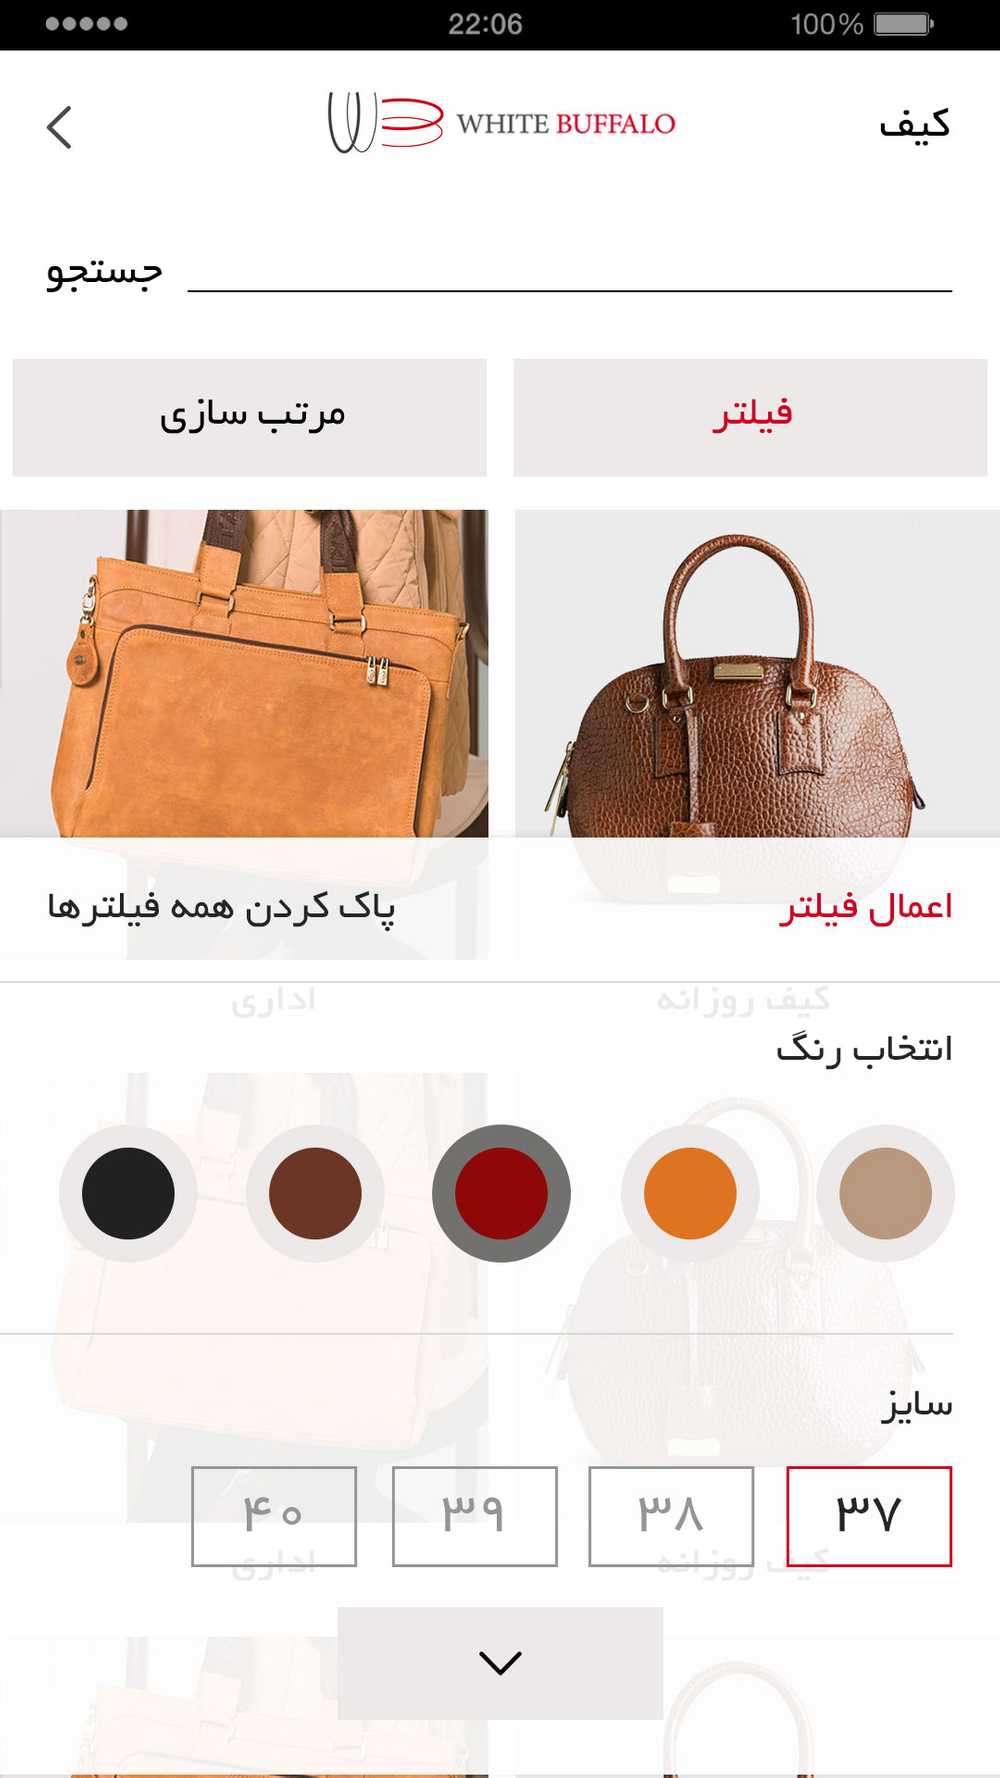 22:06
100%
کیف
WHITE BUFFALO
جستجو
فیلتر
مرتب سازی
اعمال فیلتر
پاک کردن همه فیلترها
کیف روزانه
اداری
انتخاب رنگ
سایز
۳۷
۳۸
۳۹
۴۰
کیف روزانه
اداری